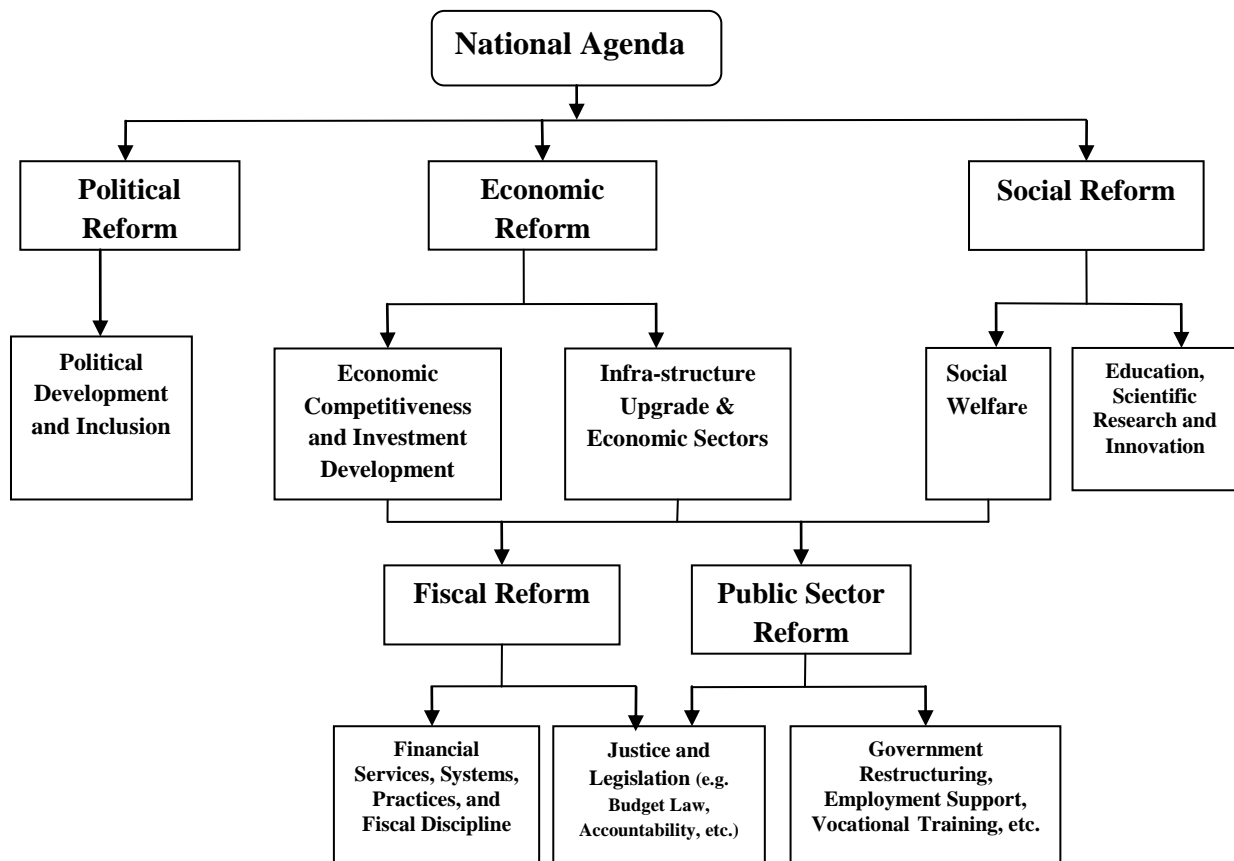 National Agenda
Political
Reform
Economic
Reform
Social Reform
Political
Development
and Inclusion
Economic
Competitiveness
and Investment
Development
Infra-structure
Upgrade &
Economic Sectors
Social
Welfare
Education,
Scientific
Research and
Innovation
Fiscal Reform
Public Sector
Reform
Financial
Services, Systems,
Practices, and
Fiscal Discipline
Justice and
Legislation (e.g.
Budget Law,
Accountability, etc.)
Government
Restructuring,
Employment Support,
Vocational Training, etc.